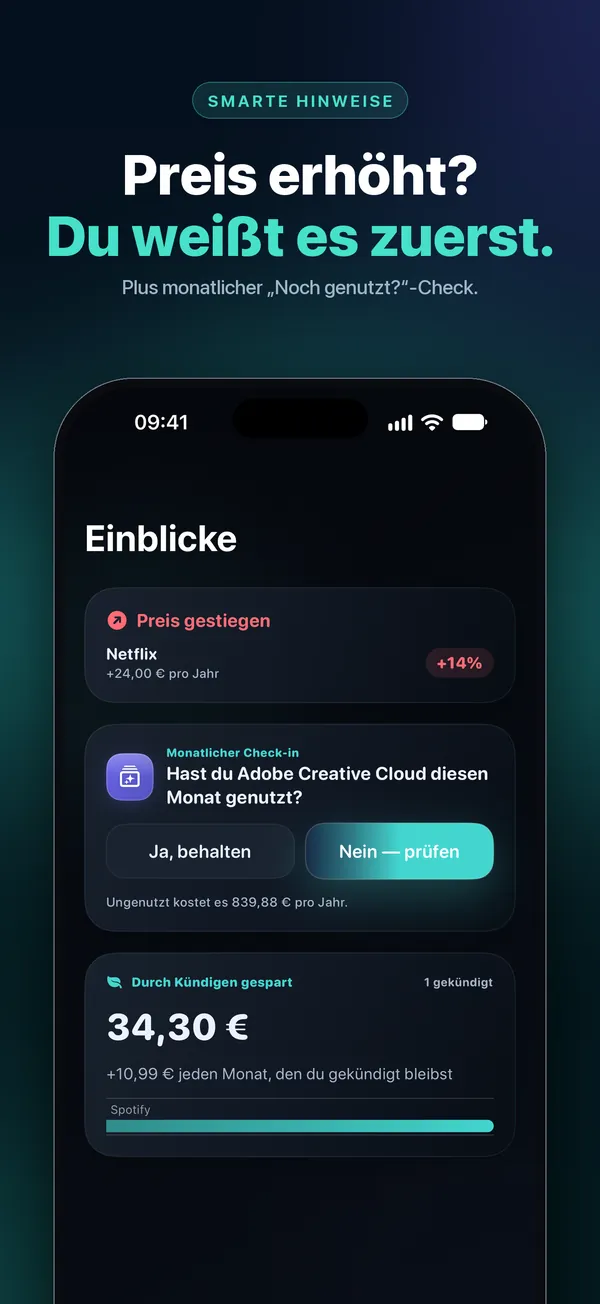 SMARTE HINWEISE
Preis erhöht?
Du weißt es zuerst.
Plus monatlicher „Noch genutzt?“-Check.
09:41
Einblicke
Preis gestiegen
Netflix
+24,00 € pro Jahr
+14%
Monatlicher Check-in
Hast du Adobe Creative Cloud diesen
Monat genutzt?
Ja, behalten
Nein — prüfen
Ungenutzt kostet es 839,88 € pro Jahr.
Durch Kündigen gespart
1 gekündigt
34,30 €
+10,99 € jeden Monat, den du gekündigt bleibst
Spotify